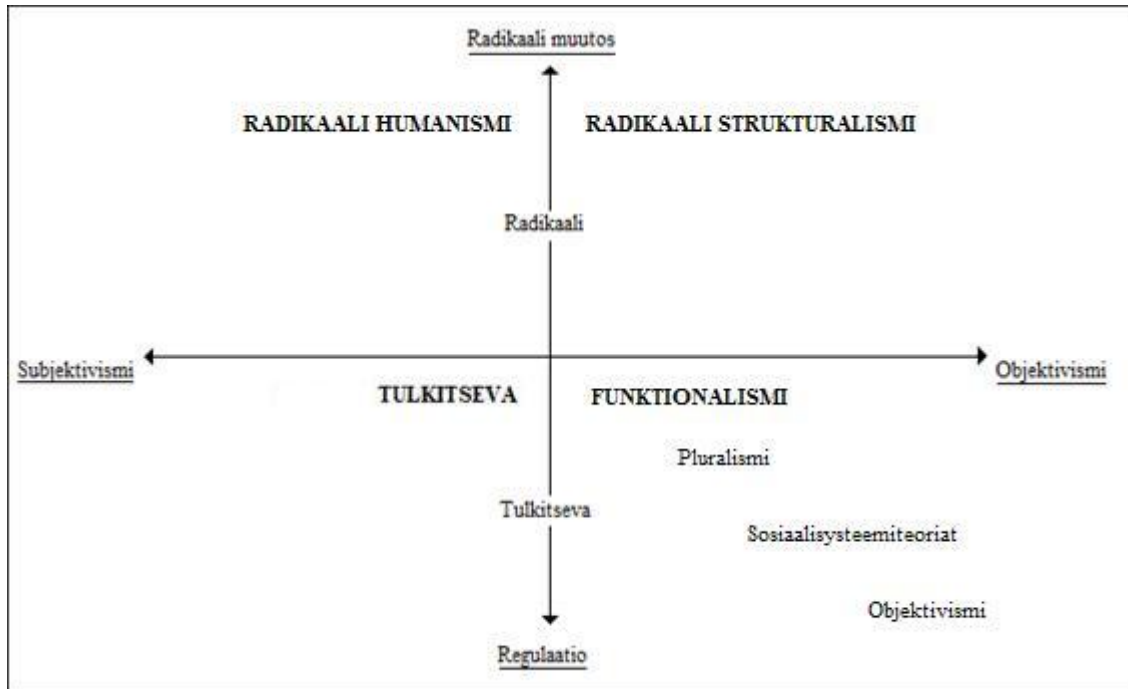 Radikaali muutos
RADIKAALI HUMANISMI
RADIKAALI STRUKTURALISMI
Radikaali
Subjektivismi
Objektivismi
TULKITSEVA
FUNKTIONALISMI
Pluralismi
Tulkitseva
Sosiaalisysteemiteoriat
Objektivismi
Regulaatio